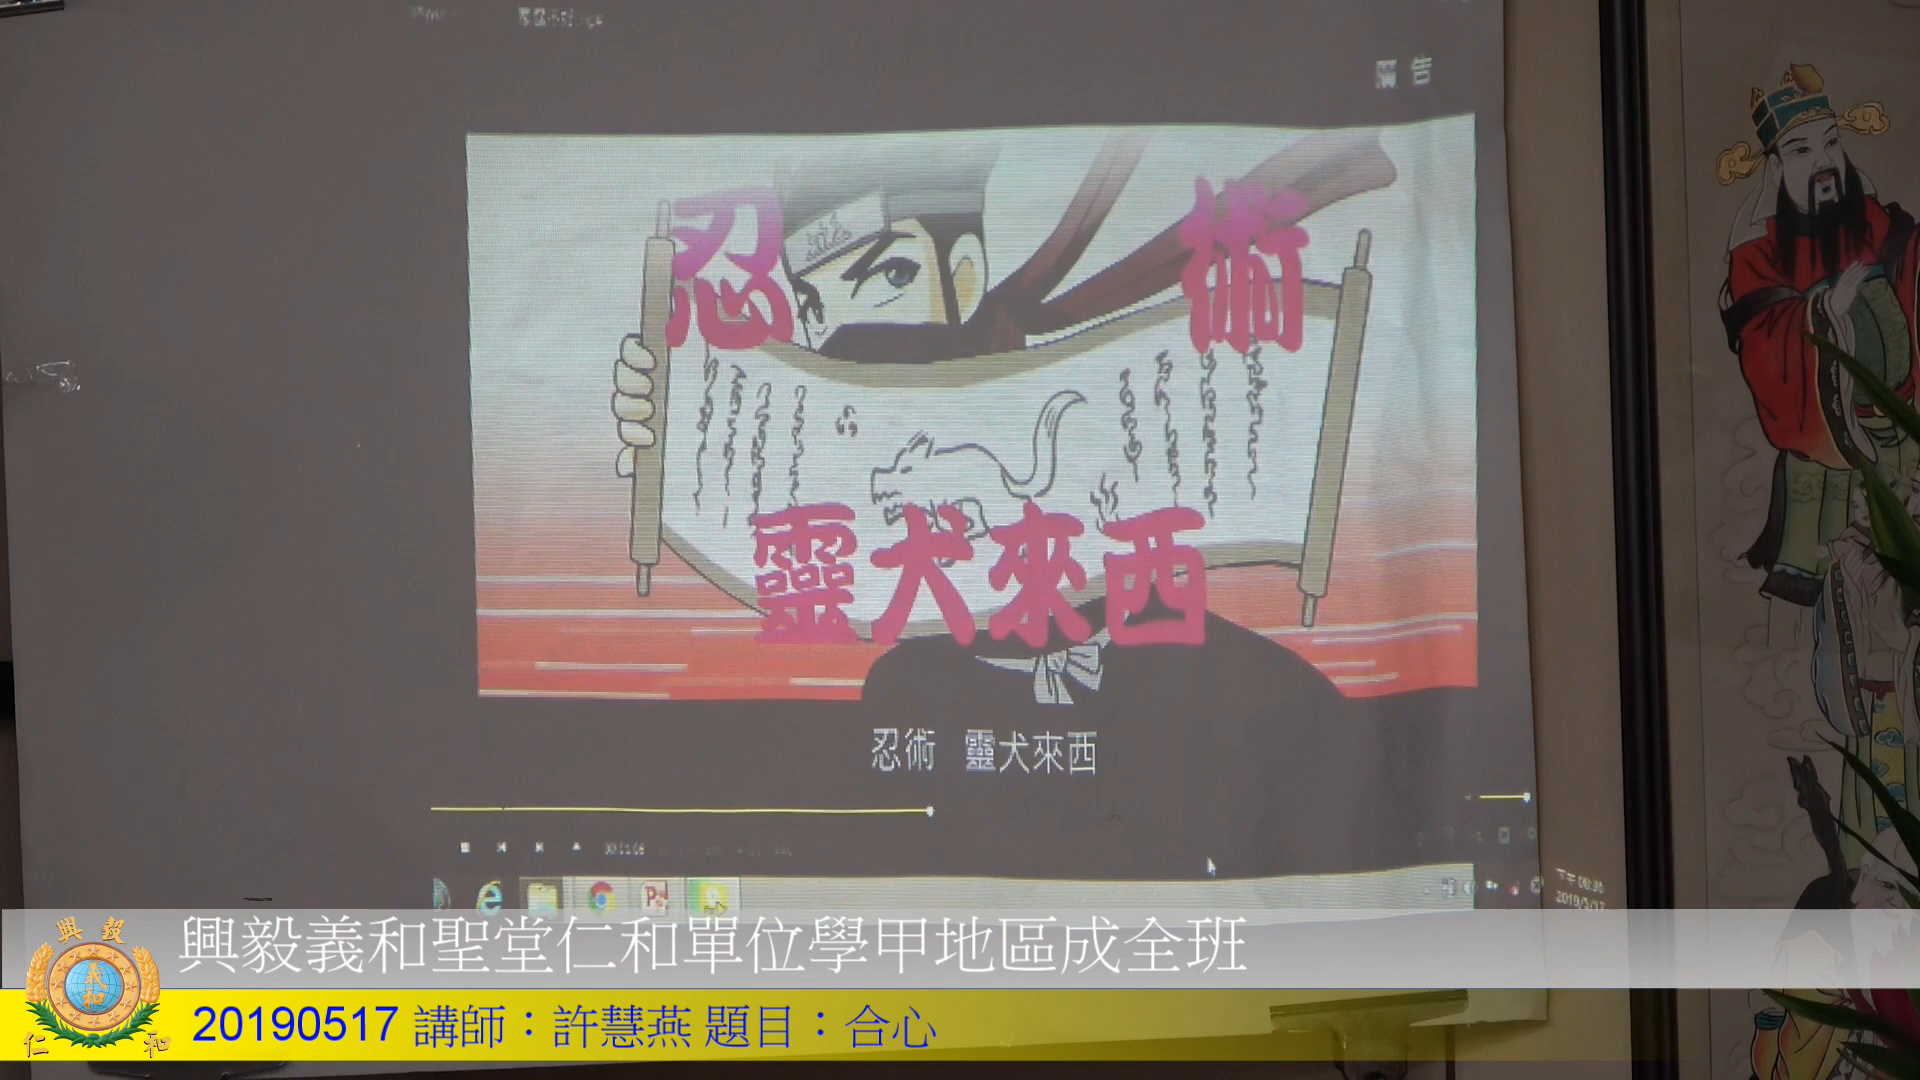 廣告
忍術
靈犬來西
忍術 靈犬來西
興毅義和聖堂仁和單位學甲地區成全班
20190517 講師：許慧燕 題目：合心
興毅
義和
仁和